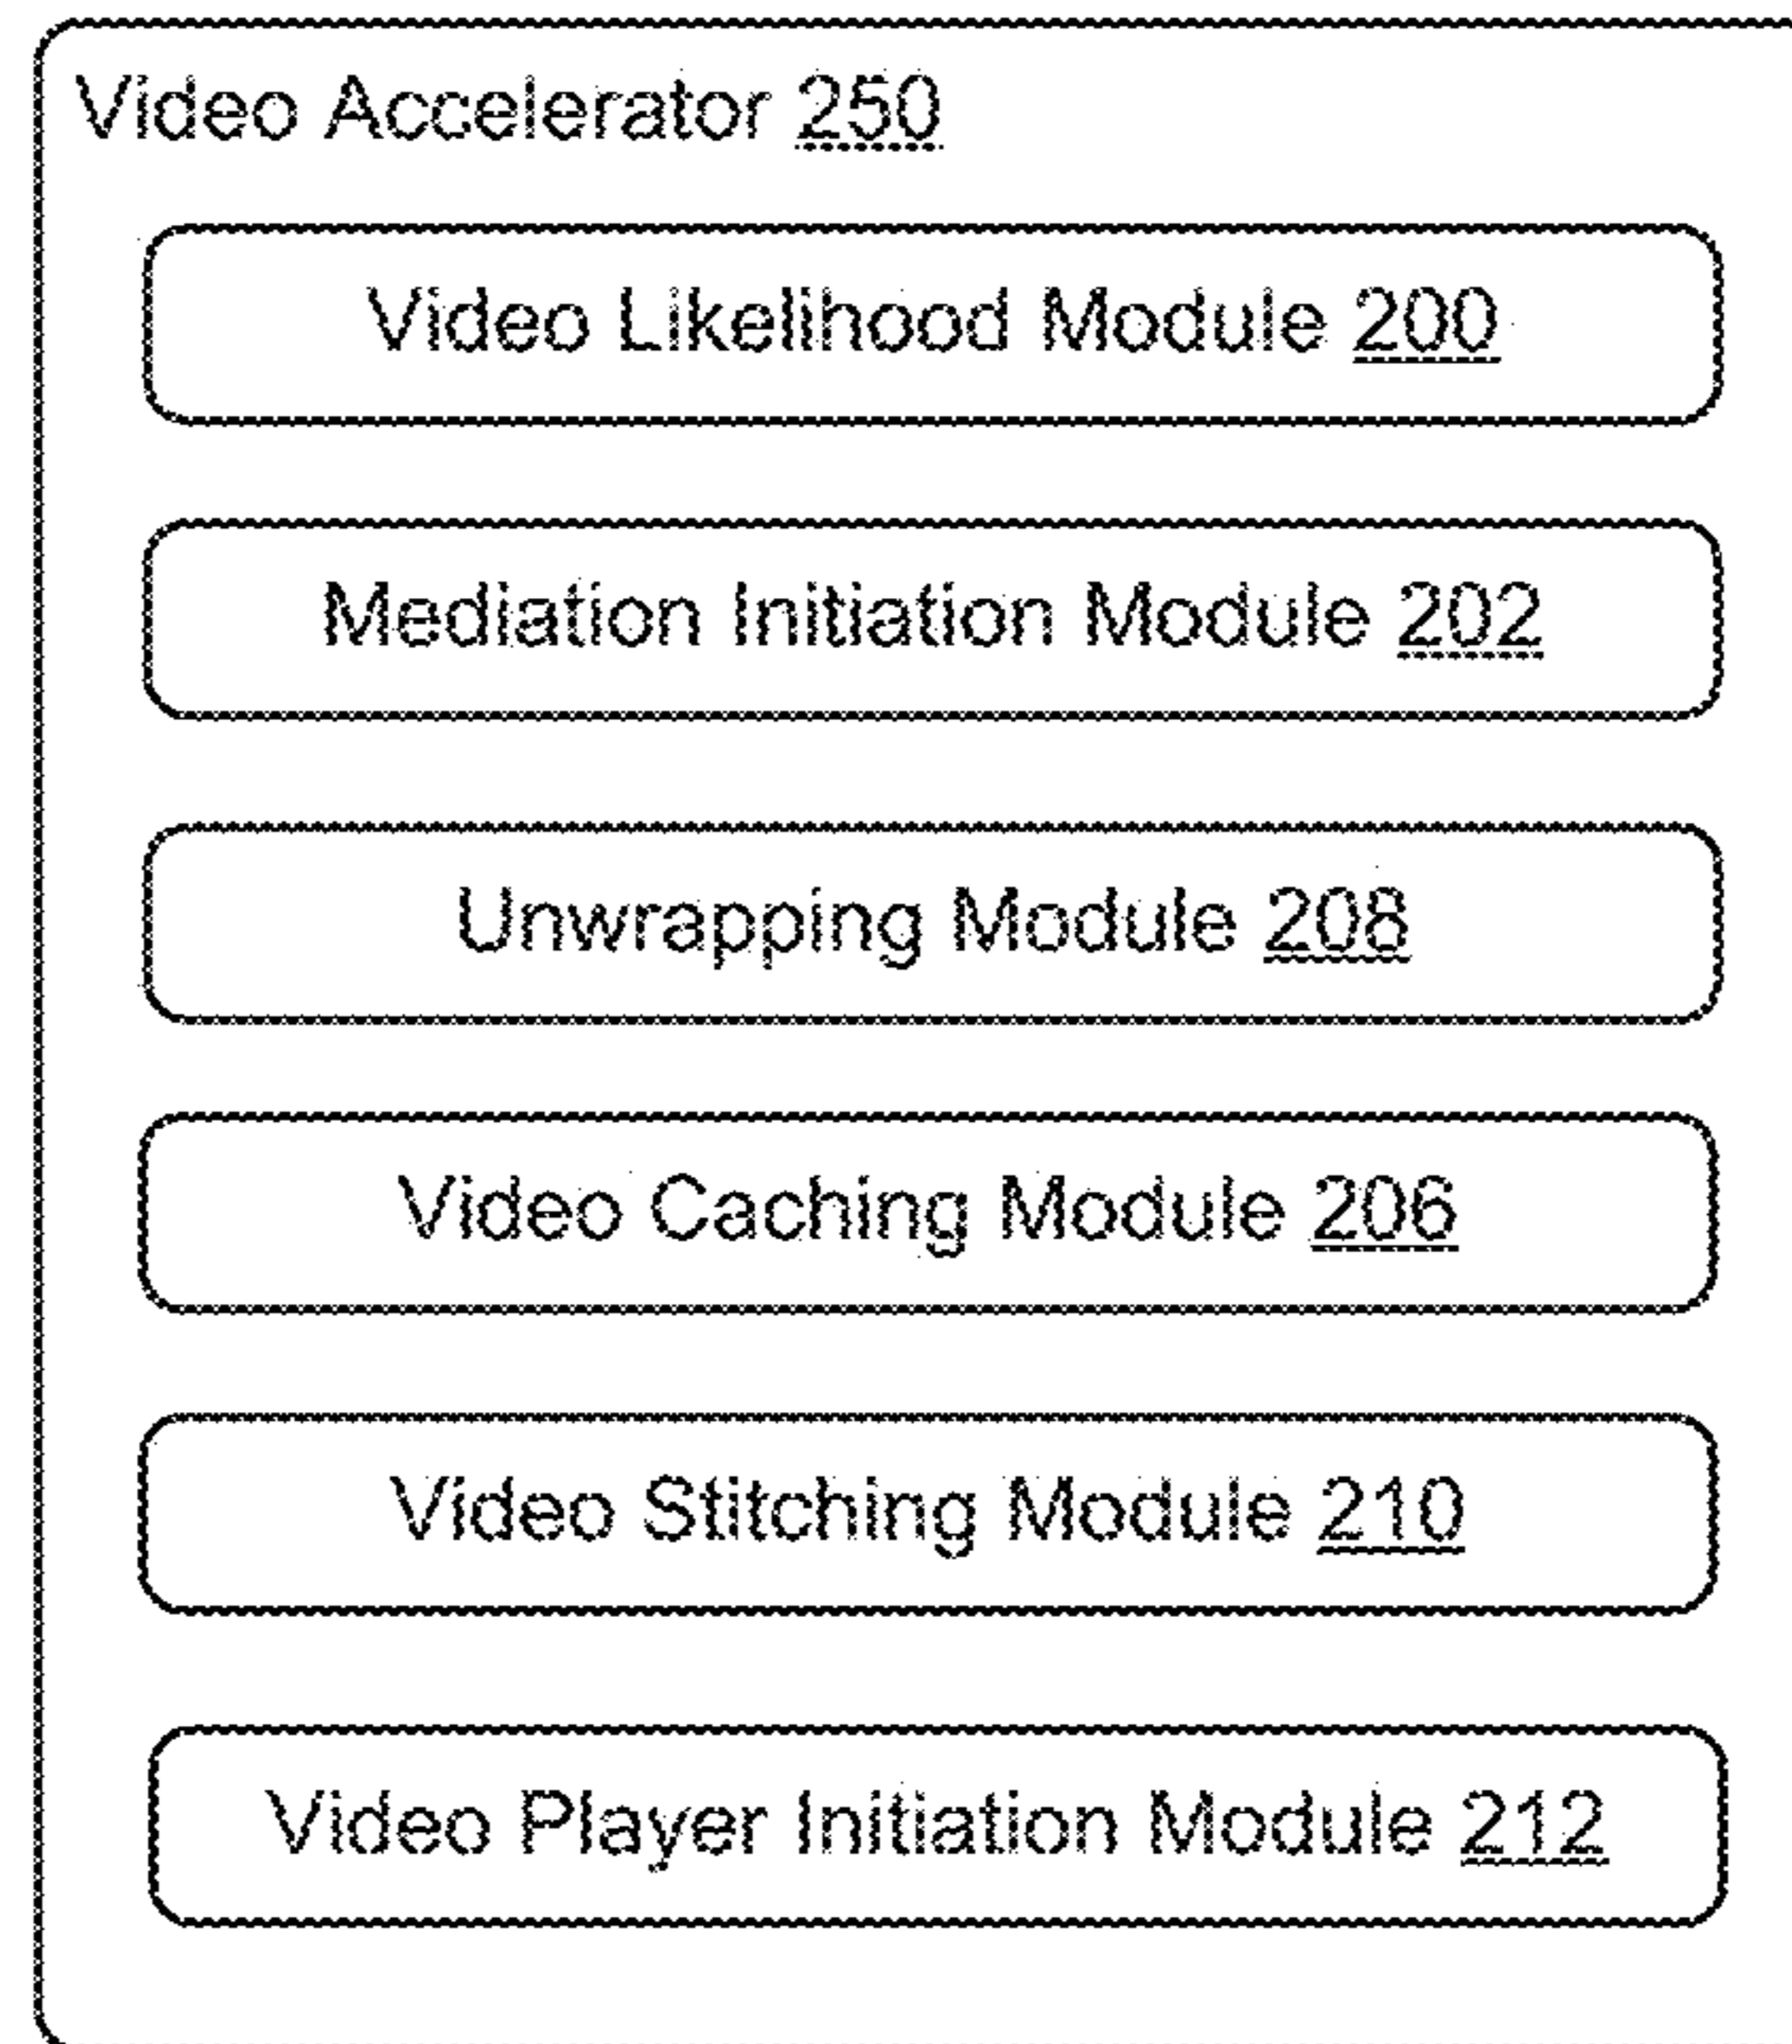 Video Accelerator 250
Video Likelihood Module 200
Mediation Initiation Module 202
Unwrapping Module 208
Video Caching Module 206
Video Stitching Module 210
Video Player Initiation Module 212